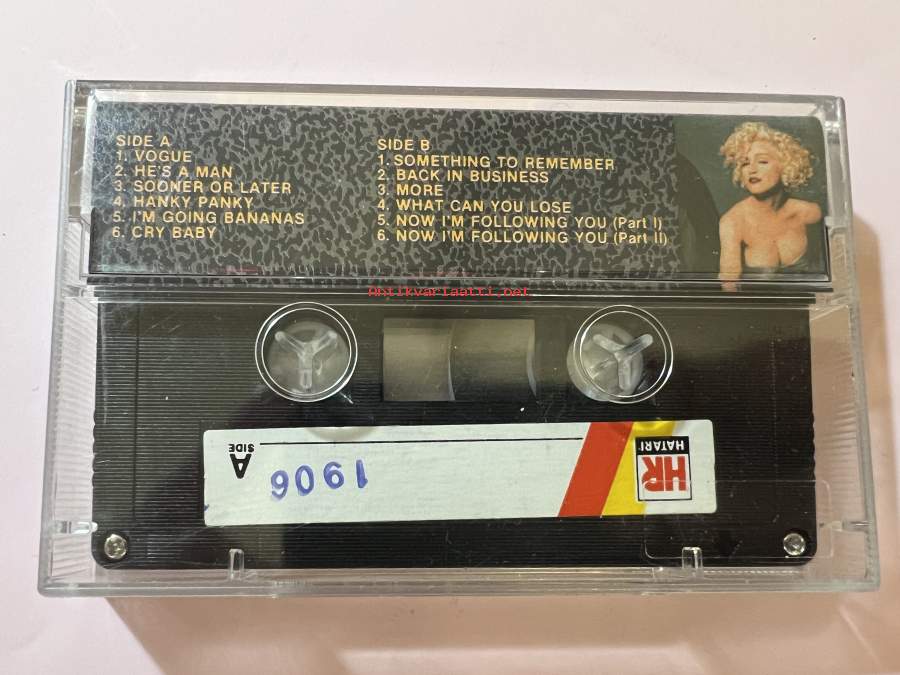 SIDE A
1. VOGUE
2. HE'S A MAN
3. SOONER OR LATER
4. HANKY PANKY
5. I'M GOING BANANAS
6. CRY BABY
SIDE B
1. SOMETHING TO REMEMBER
2. BACK IN BUSINESS
3. MORE
4. WHAT CAN YOU LOSE
5. NOW I'M FOLLOWING YOU (Part I)
6. NOW I'M FOLLOWING YOU (Part II)
Antikvariaatti.net
A SIDE
1906
HR
HATARI